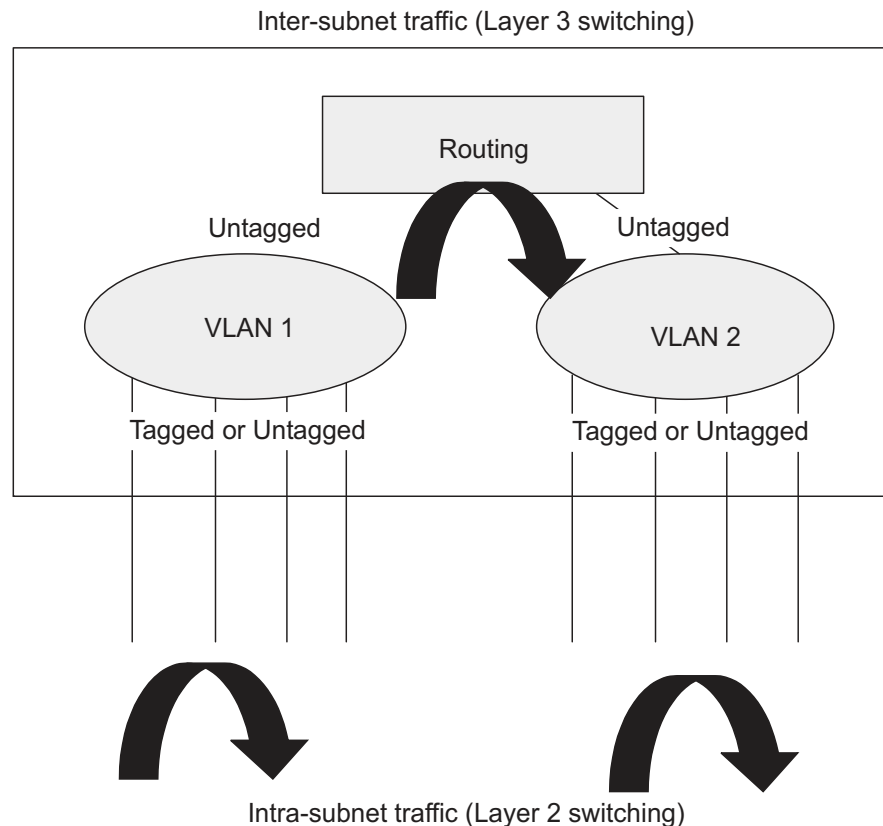 Inter-subnet traffic (Layer 3 switching)
Routing
Untagged
Untagged
VLAN 1
VLAN 2
Tagged or Untagged
Tagged or Untagged
Intra-subnet traffic (Layer 2 switching)